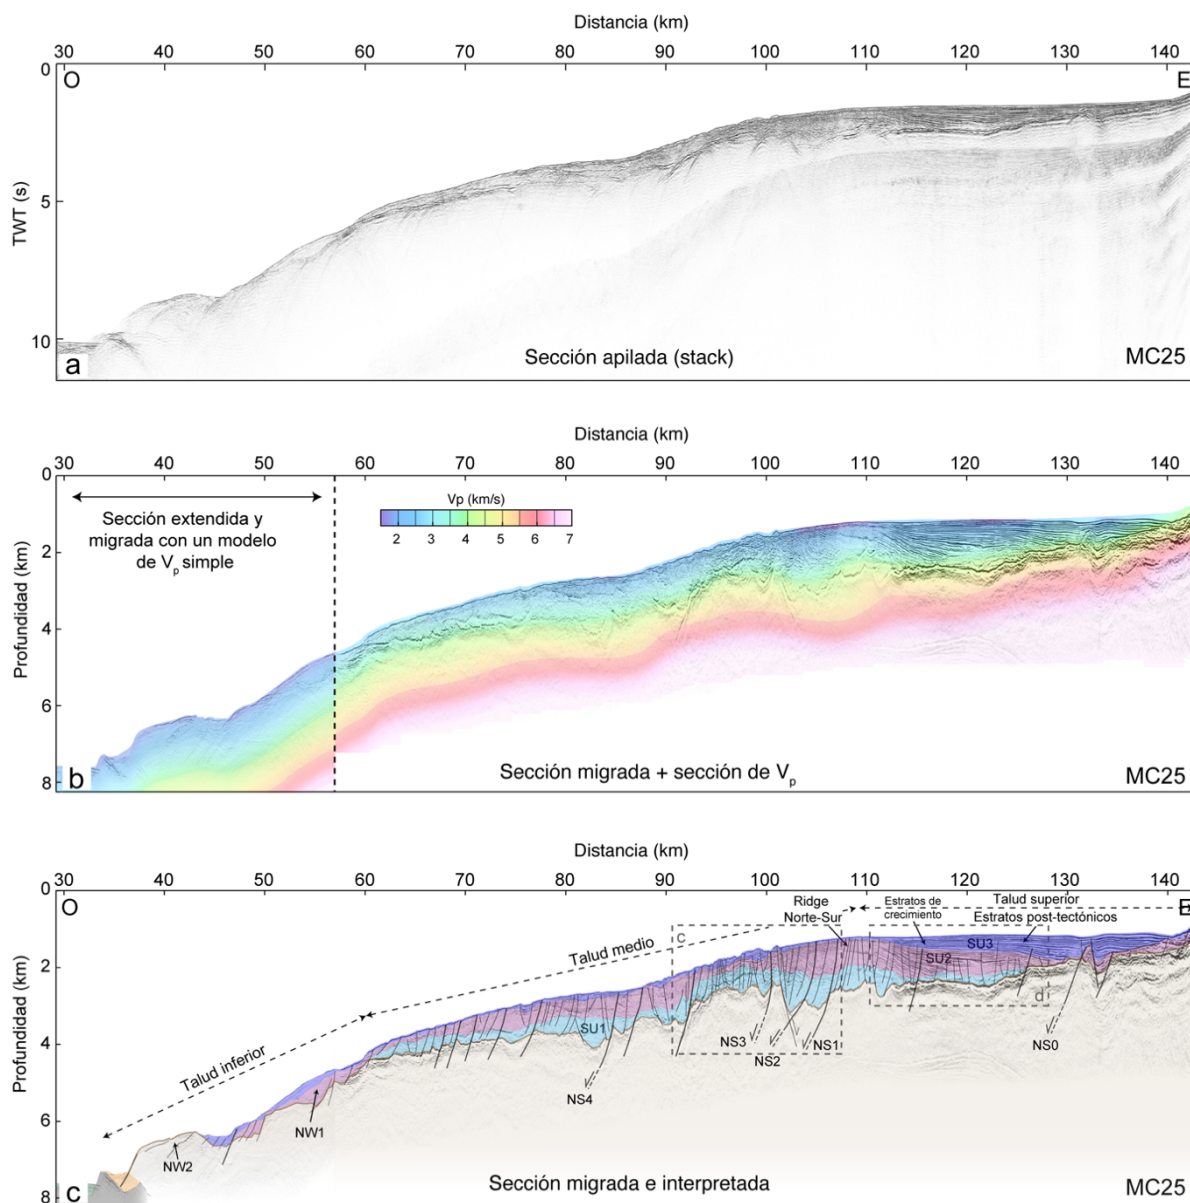 Distancia (km)
30 40 50 60 70 80 90 100 110 120 130 140
O E
0
5
10
TWT (s)
a Sección apilada (stack) MC25
Distancia (km)
30 40 50 60 70 80 90 100 110 120 130 140
0
2
4
6
8
Profundidad (km)
Sección extendida y
migrada con un modelo
de Vp simple
Vp (km/s)
2 3 4 5 6 7
b Sección migrada + sección de Vp MC25
Distancia (km)
30 40 50 60 70 80 90 100 110 120 130 140
O E
0
2
4
6
8
Profundidad (km)
Talud inferior
Talud medio
Ridge
Norte-Sur
Estratos de
crecimiento
Talud superior
Estratos post-tectónicos
c
d
SU3
SU2
SU1
NS3
NS2
NS1
NS0
NS4
NW1
NW2
c Sección migrada e interpretada MC25